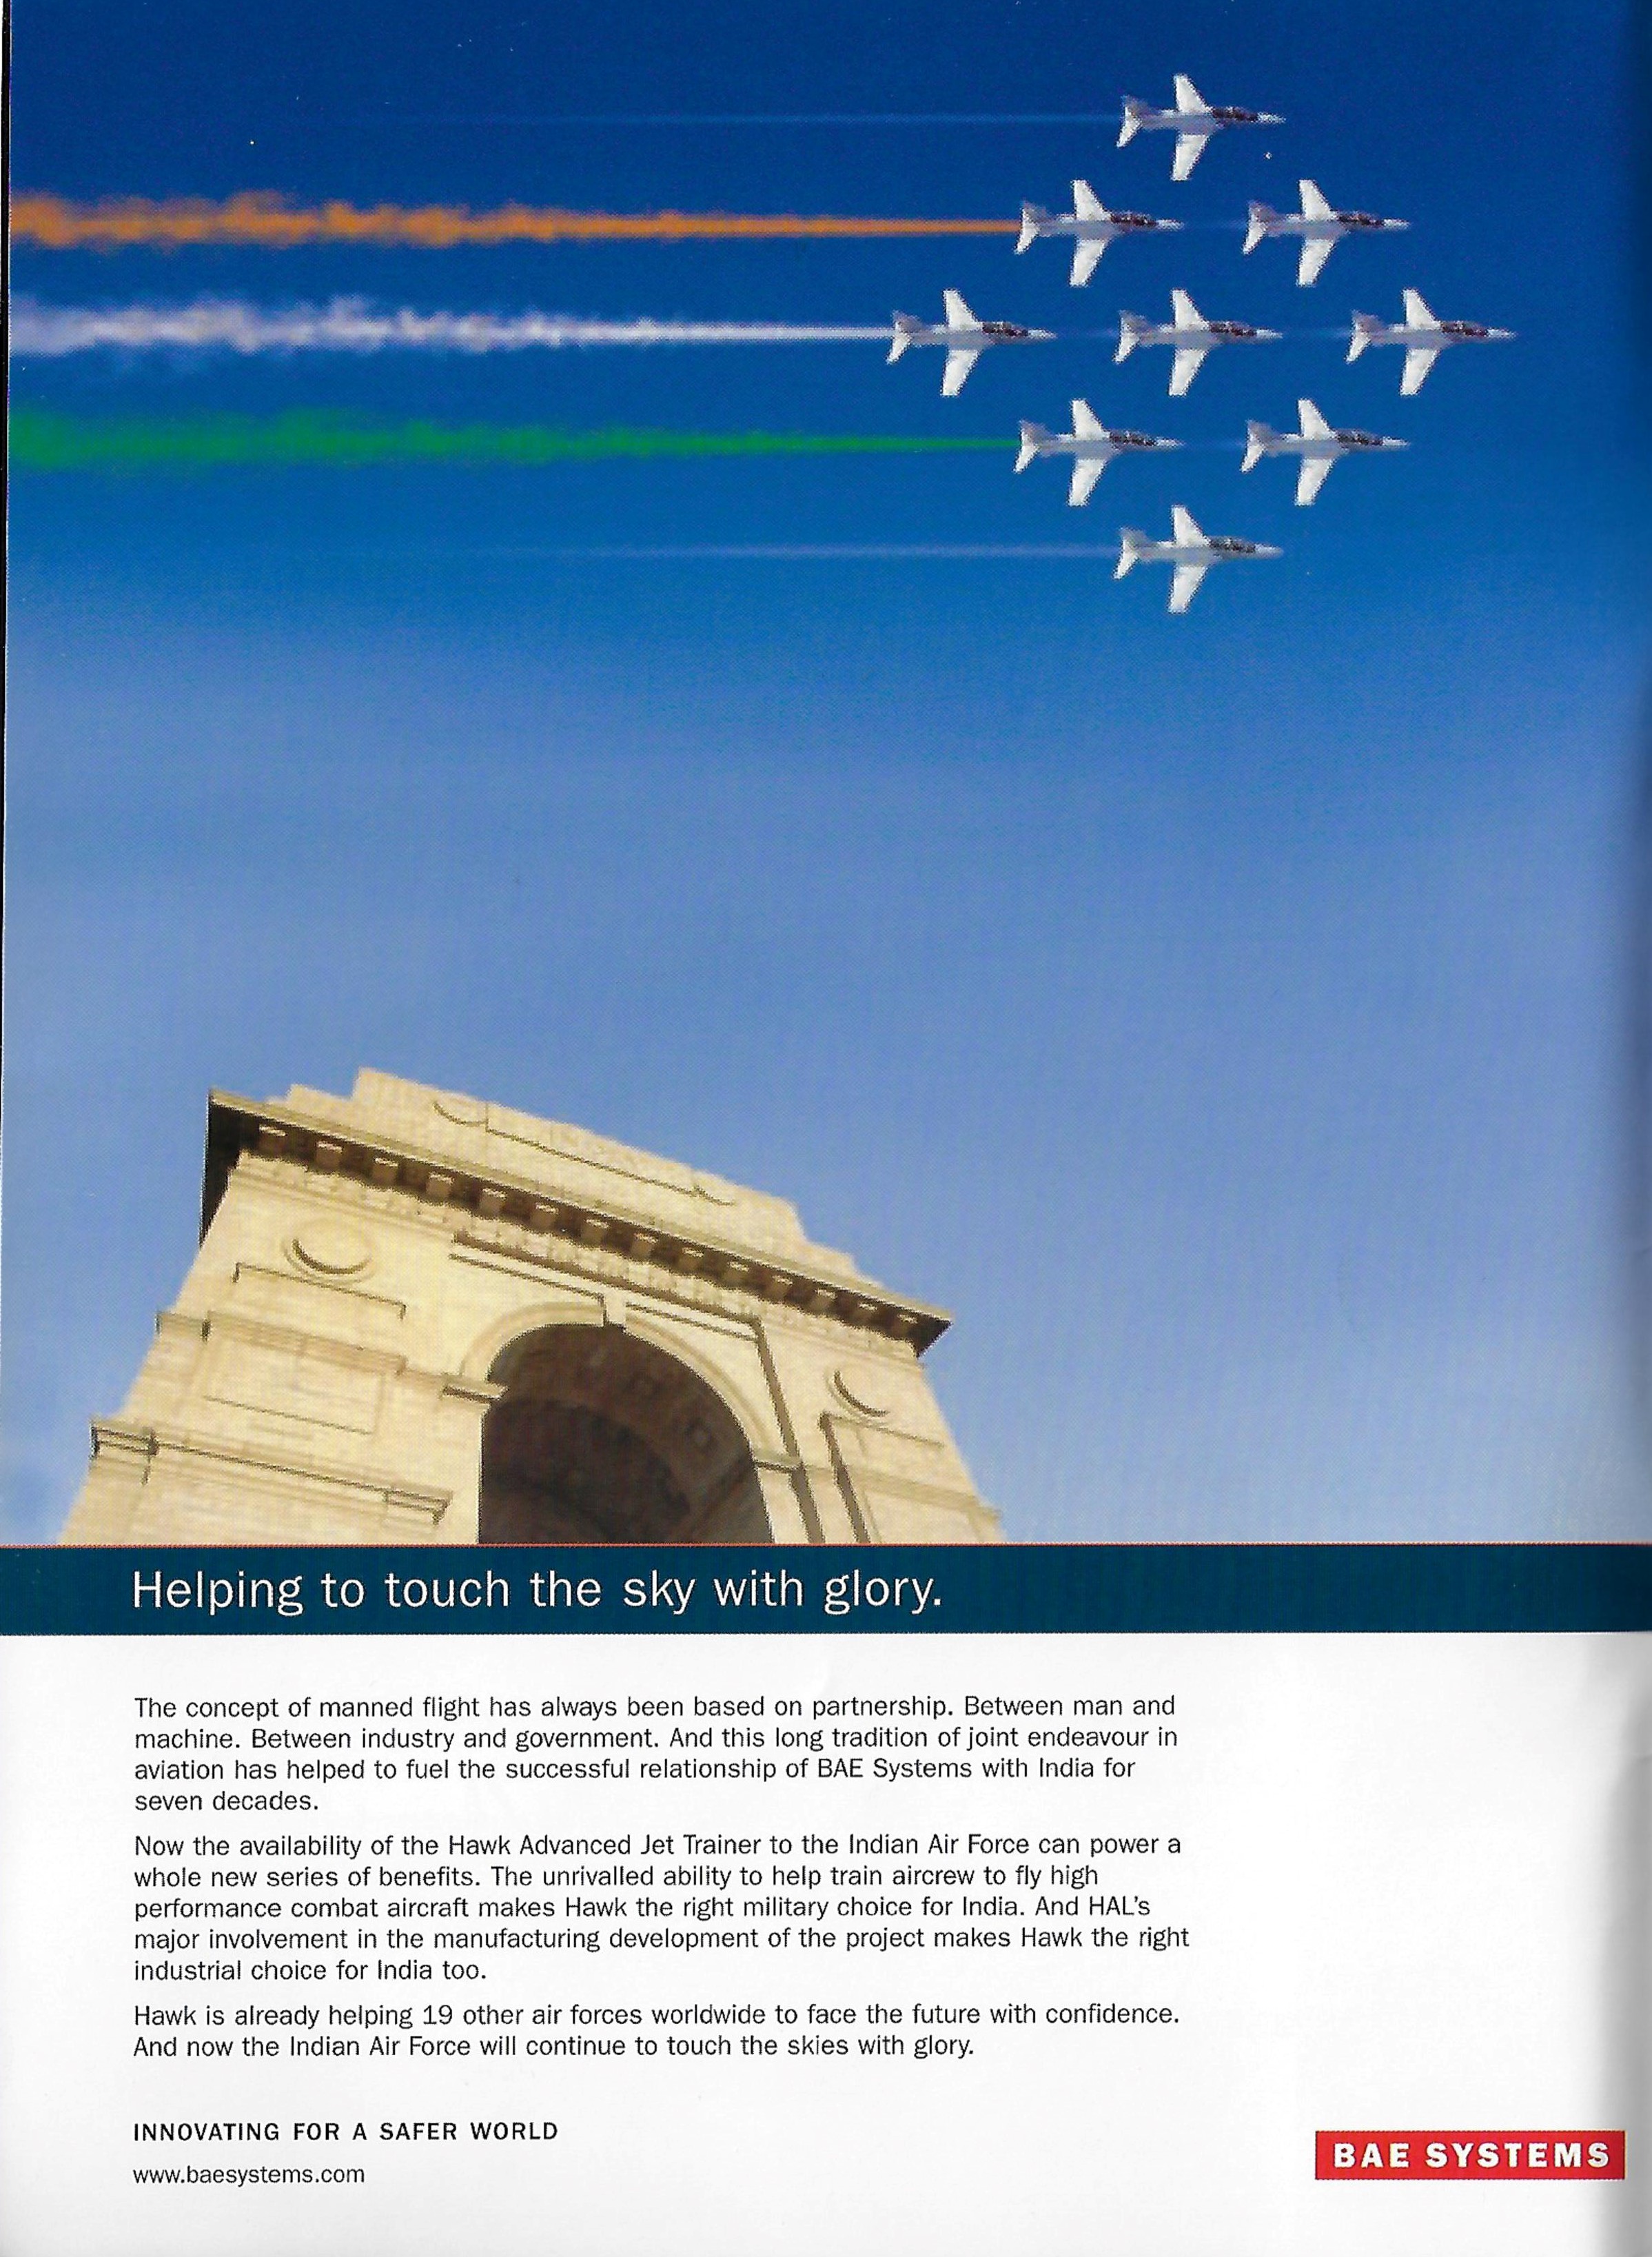 Helping to touch the sky with glory.
The concept of manned flight has always been based on partnership. Between man and
machine. Between industry and government. And this long tradition of joint endeavour in
aviation has helped to fuel the successful relationship of BAE Systems with India for
seven decades.
Now the availability of the Hawk Advanced Jet Trainer to the Indian Air Force can power a
whole new series of benefits. The unrivalled ability to help train aircrew to fly high
performance combat aircraft makes Hawk the right military choice for India. And HAL's
major involvement in the manufacturing development of the project makes Hawk the right
industrial choice for India too.
Hawk is already helping 19 other air forces worldwide to face the future with confidence.
And now the Indian Air Force will continue to touch the skies with glory.
INNOVATING FOR A SAFER WORLD
www.baesystems.com
BAE SYSTEMS